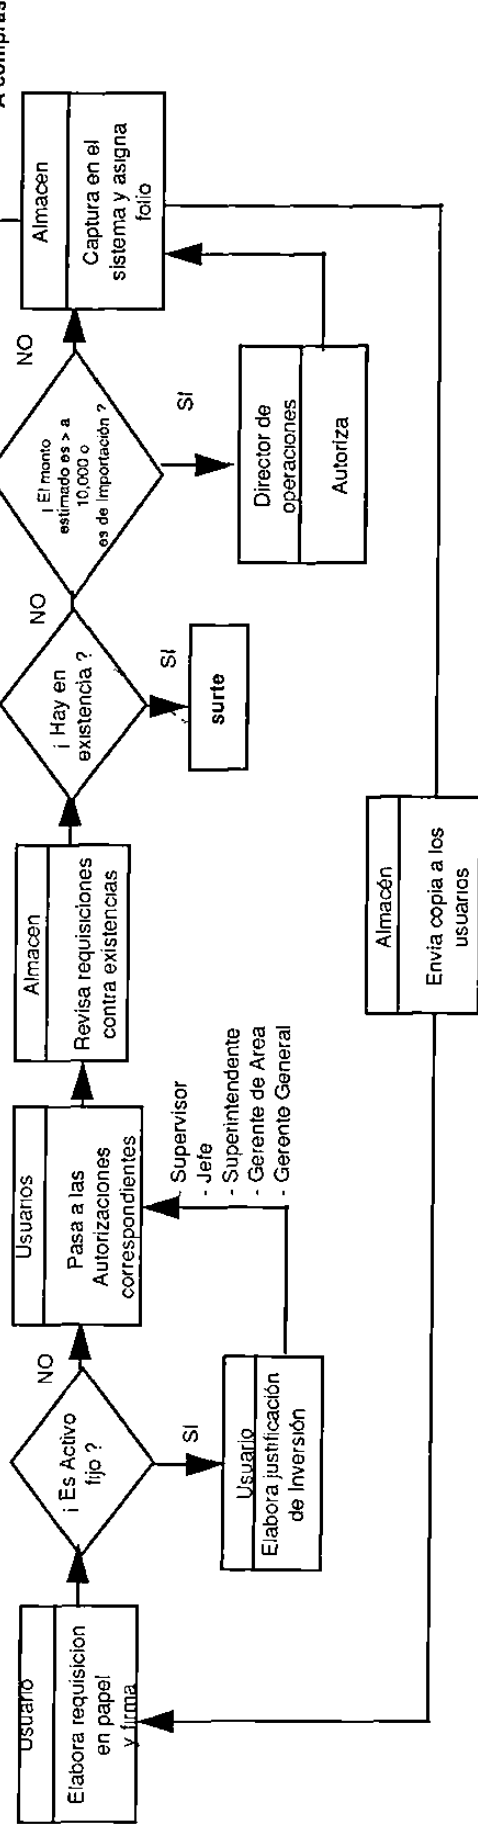 Usuario
Elabora requisicion
en papel
y firma
¡ Es Activo
fijo ?
NO
SI
Usuario
Elabora justificación
de Inversión
Usuarios
Pasa a las
Autorizaciones
correspondientes
- Supervisor
- Jefe
- Superintendente
- Gerente de Area
- Gerente General
Almacen
Revisa requisiciones
contra existencias
¡ Hay en
existencia ?
NO
SI
surte
¡ El monto
estimado es > a
10,000 o
es de Importación ?
NO
SI
Director de
operaciones
Autoriza
Almacen
Captura en el
sistema y asigna
folio
A compras
Almacén
Envia copia a los
usuarios